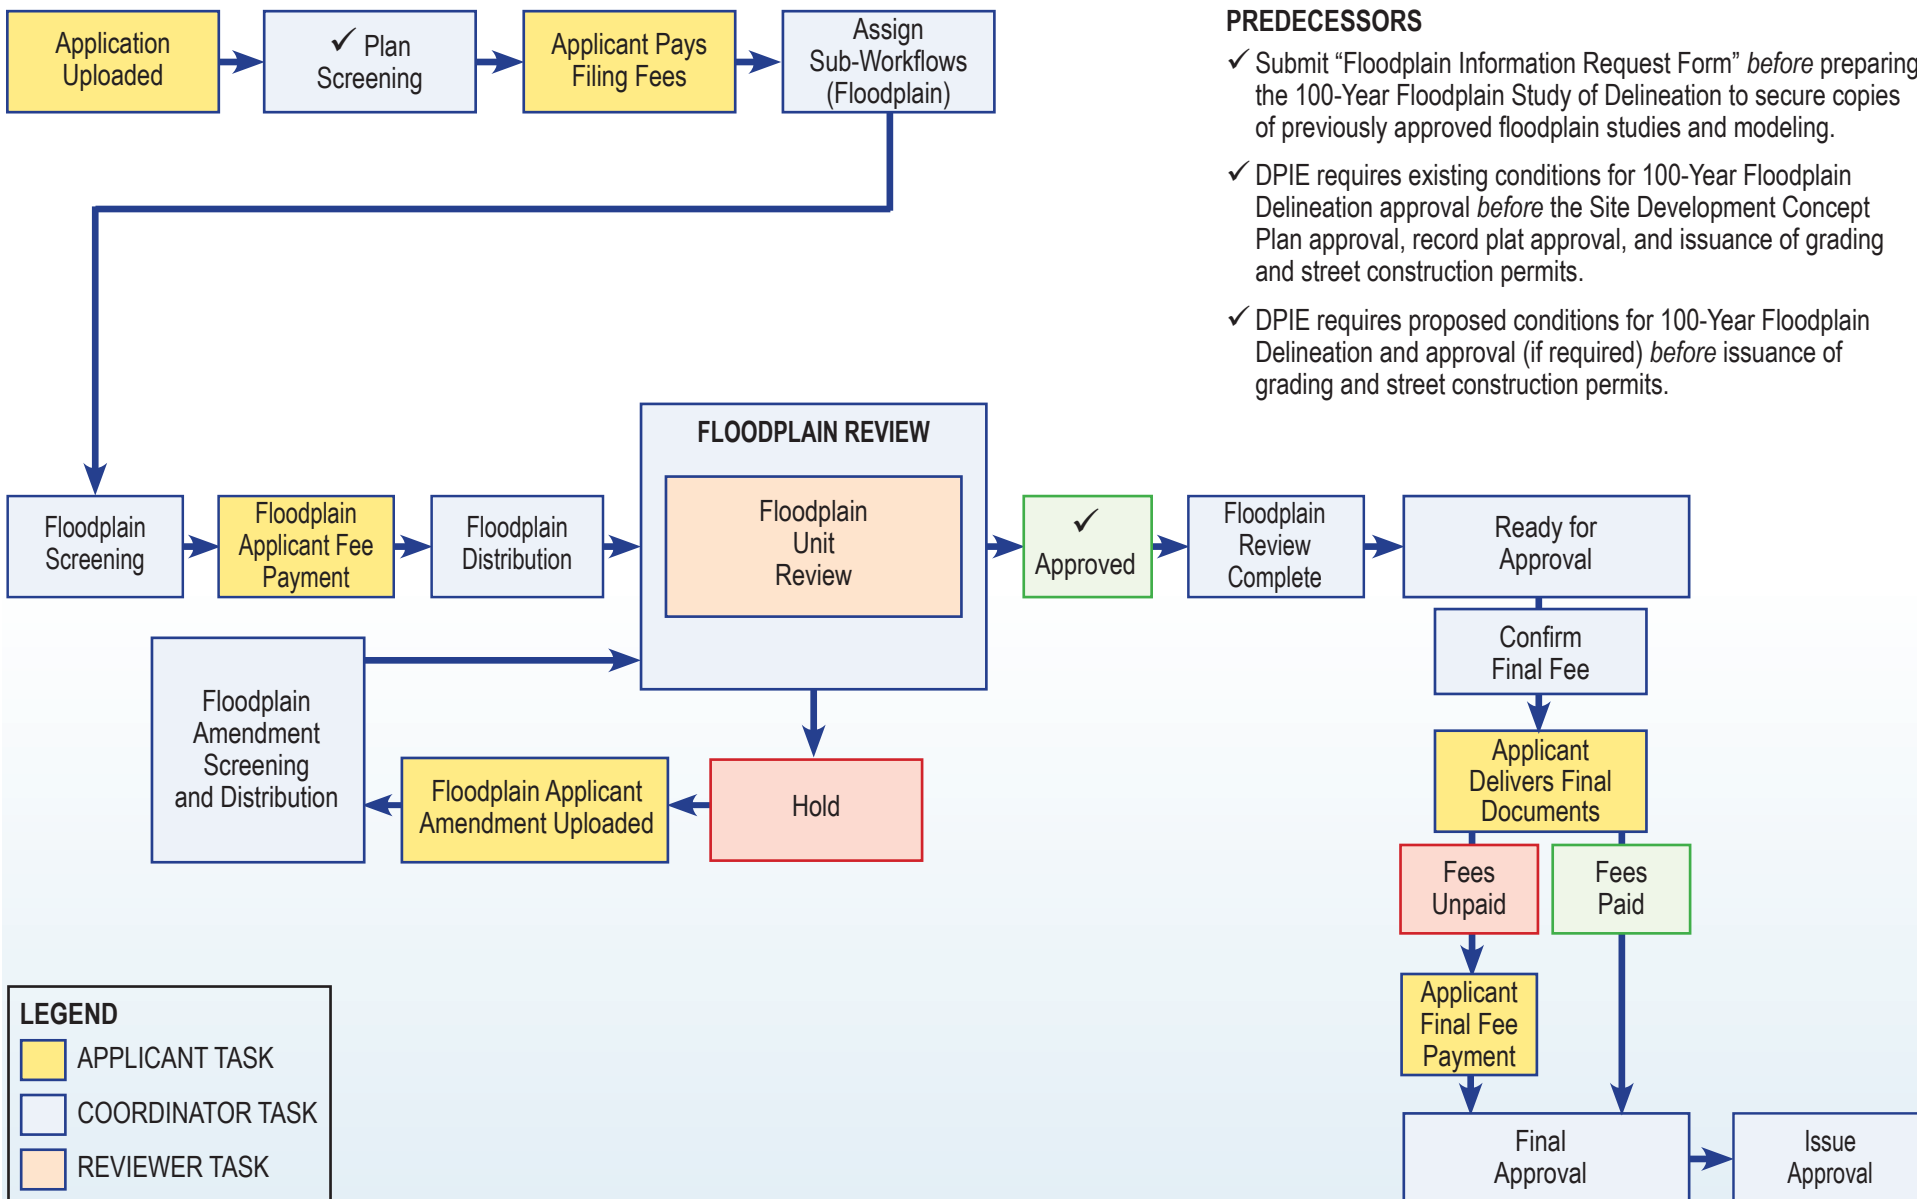 Application
Uploaded
✓ Plan
Screening
Applicant Pays
Filing Fees
Assign
Sub-Workflows
(Floodplain)
PREDECESSORS
✓ Submit “Floodplain Information Request Form” before preparing
the 100-Year Floodplain Study of Delineation to secure copies
of previously approved floodplain studies and modeling.
✓ DPIE requires existing conditions for 100-Year Floodplain
Delineation approval before the Site Development Concept
Plan approval, record plat approval, and issuance of grading
and street construction permits.
✓ DPIE requires proposed conditions for 100-Year Floodplain
Delineation and approval (if required) before issuance of
grading and street construction permits.
Floodplain
Screening
Floodplain
Applicant Fee
Payment
Floodplain
Distribution
FLOODPLAIN REVIEW
Floodplain
Unit
Review
✓
Approved
Floodplain
Review
Complete
Ready for
Approval
Confirm
Final Fee
Floodplain
Amendment
Screening
and Distribution
Floodplain Applicant
Amendment Uploaded
Hold
Applicant
Delivers Final
Documents
Fees
Unpaid
Fees
Paid
Applicant
Final Fee
Payment
Final
Approval
Issue
Approval
LEGEND
APPLICANT TASK
COORDINATOR TASK
REVIEWER TASK